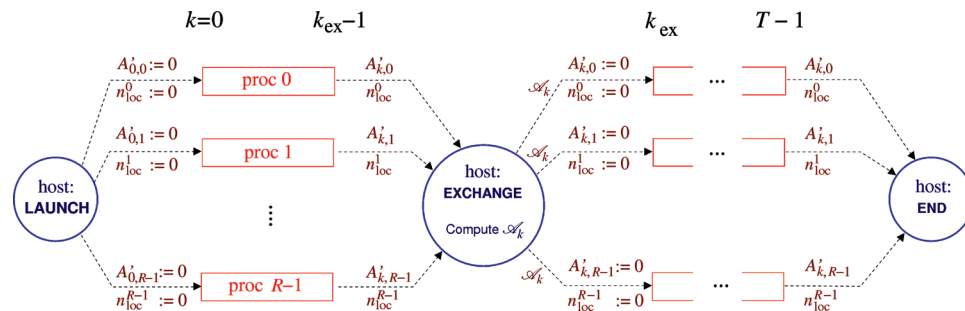 k=0 k_ex−1 k_ex T−1
A'_{0,0} := 0 A'_{k,0} A'_{k,0} := 0 A'_{k,0}
proc 0 𝒜_k ... ...
n^0_loc := 0 n^0_loc n^0_loc := 0 n^0_loc
A'_{0,1} := 0 A'_{k,1} A'_{k,1} := 0 A'_{k,1}
proc 1 𝒜_k ... ...
n^1_loc := 0 n^1_loc n^1_loc := 0 n^1_loc
host: host: host:
LAUNCH EXCHANGE END
Compute 𝒜_k
A'_{0,R−1} := 0 A'_{k,R−1} 𝒜_k A'_{k,R−1} := 0 A'_{k,R−1}
proc R−1 ...
n^{R−1}_loc := 0 n^{R−1}_loc n^{R−1}_loc := 0 n^{R−1}_loc